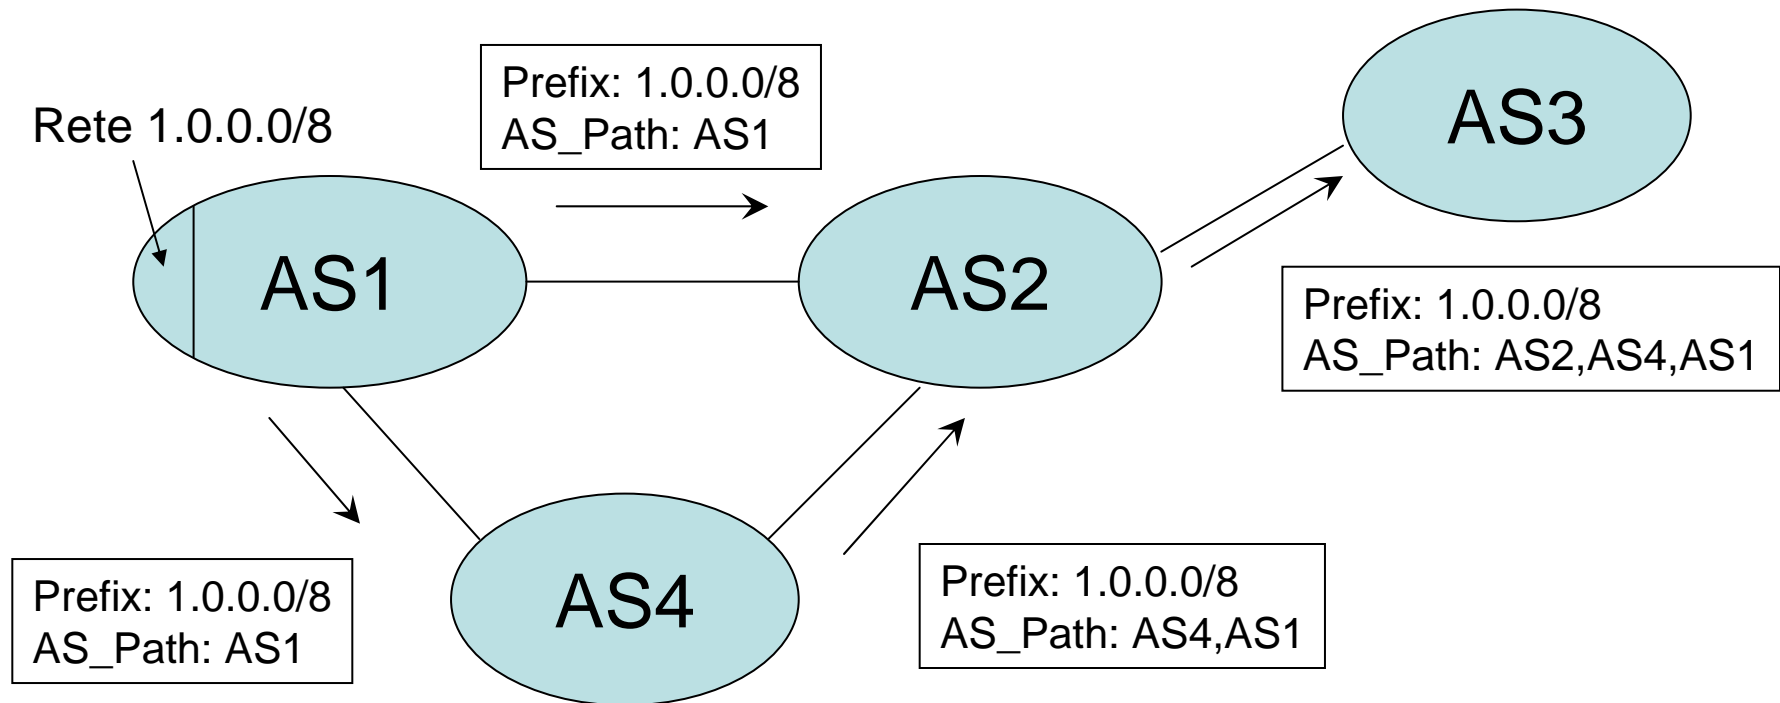 Rete 1.0.0.0/8
Prefix: 1.0.0.0/8
AS_Path: AS1
AS3
AS1
AS2
Prefix: 1.0.0.0/8
AS_Path: AS2,AS4,AS1
Prefix: 1.0.0.0/8
AS_Path: AS1
AS4
Prefix: 1.0.0.0/8
AS_Path: AS4,AS1